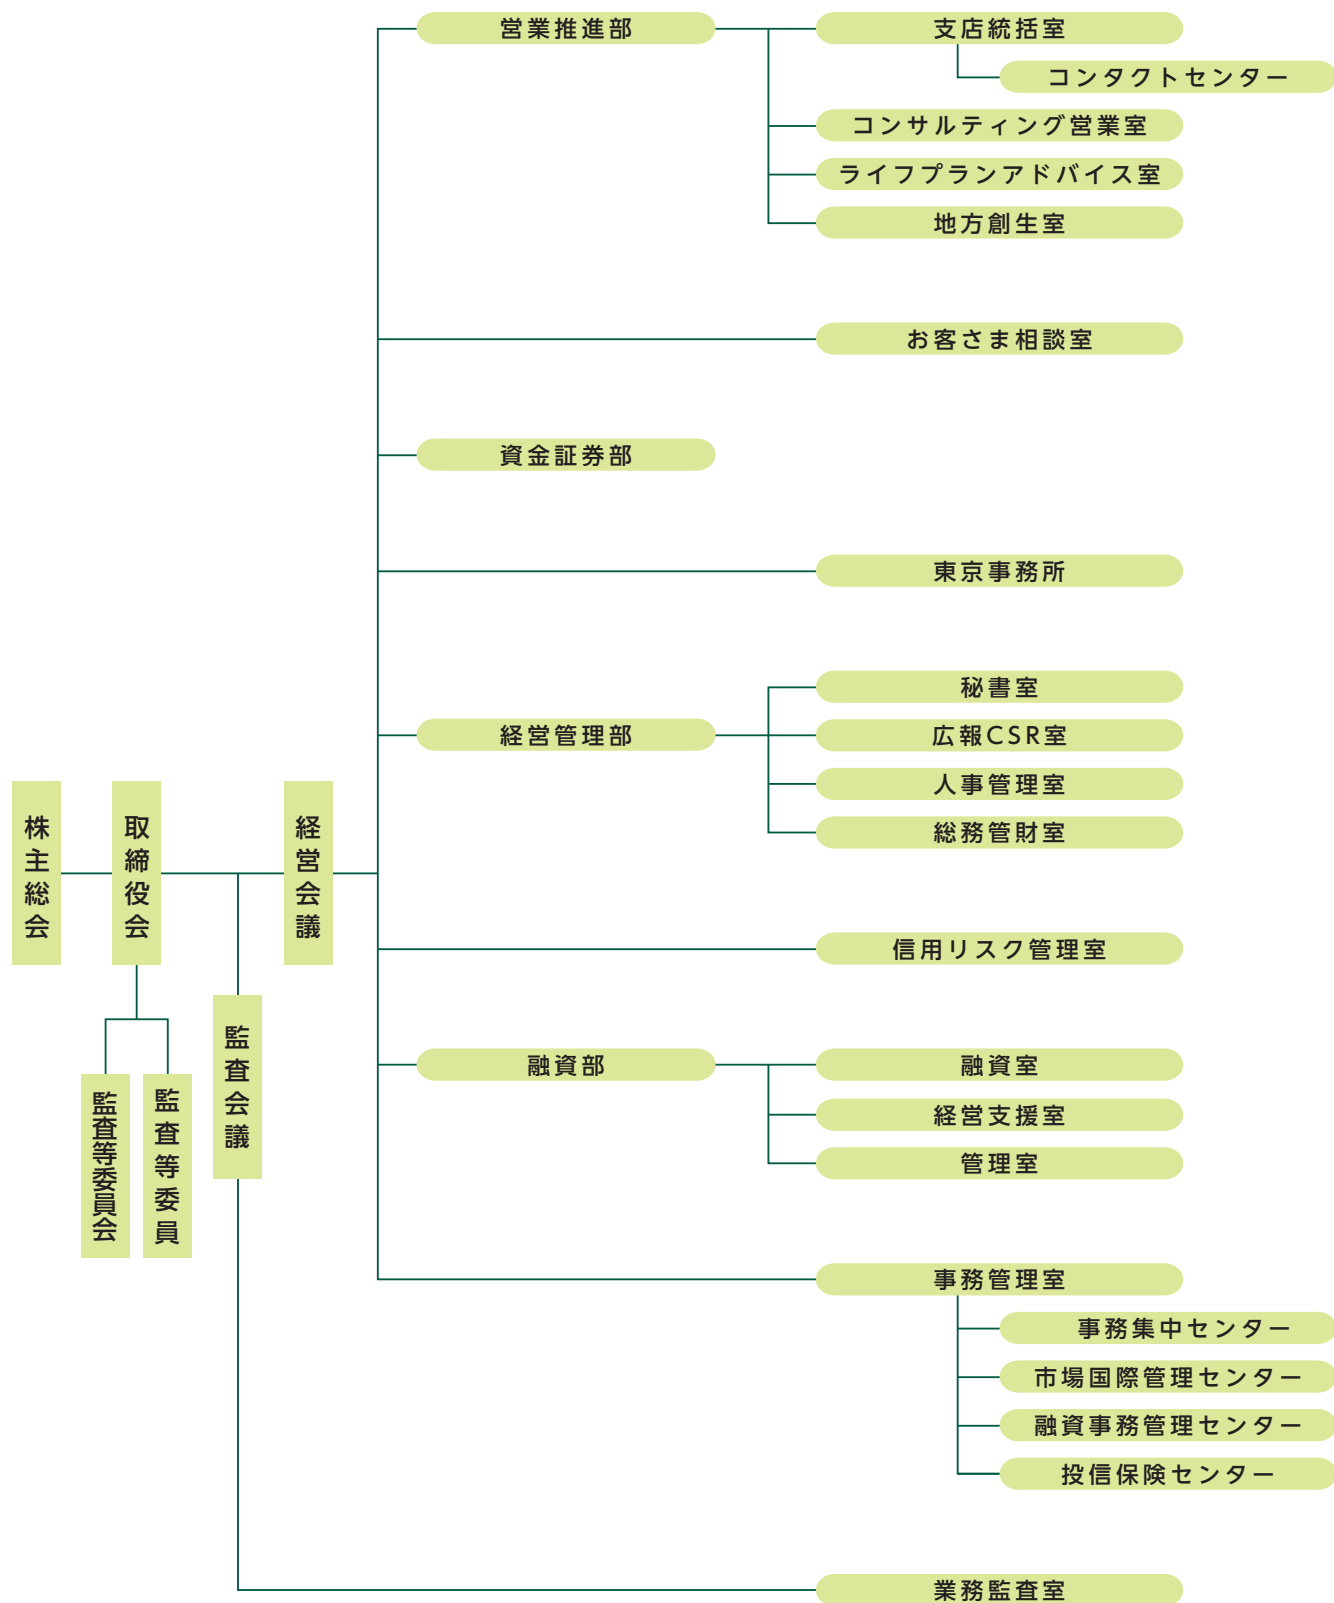 株主総会
取締役会
監査等委員会
監査等委員
監査会議
経営会議
営業推進部
支店統括室
コンタクトセンター
コンサルティング営業室
ライフプランアドバイス室
地方創生室
お客さま相談室
資金証券部
東京事務所
経営管理部
秘書室
広報CSR室
人事管理室
総務管財室
信用リスク管理室
融資部
融資室
経営支援室
管理室
事務管理室
事務集中センター
市場国際管理センター
融資事務管理センター
投信保険センター
業務監査室